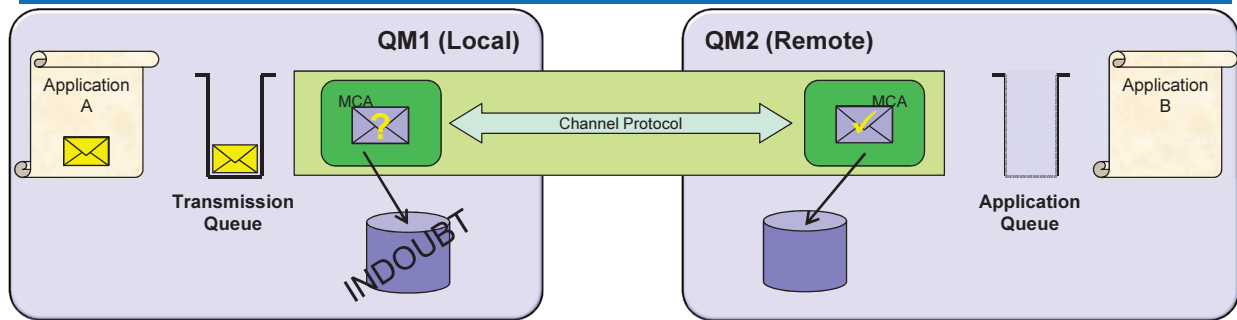 QM1 (Local)
QM2 (Remote)
Application
A
MCA
?
Channel Protocol
MCA
Application
B
Transmission
Queue
INDOUBT
Application
Queue